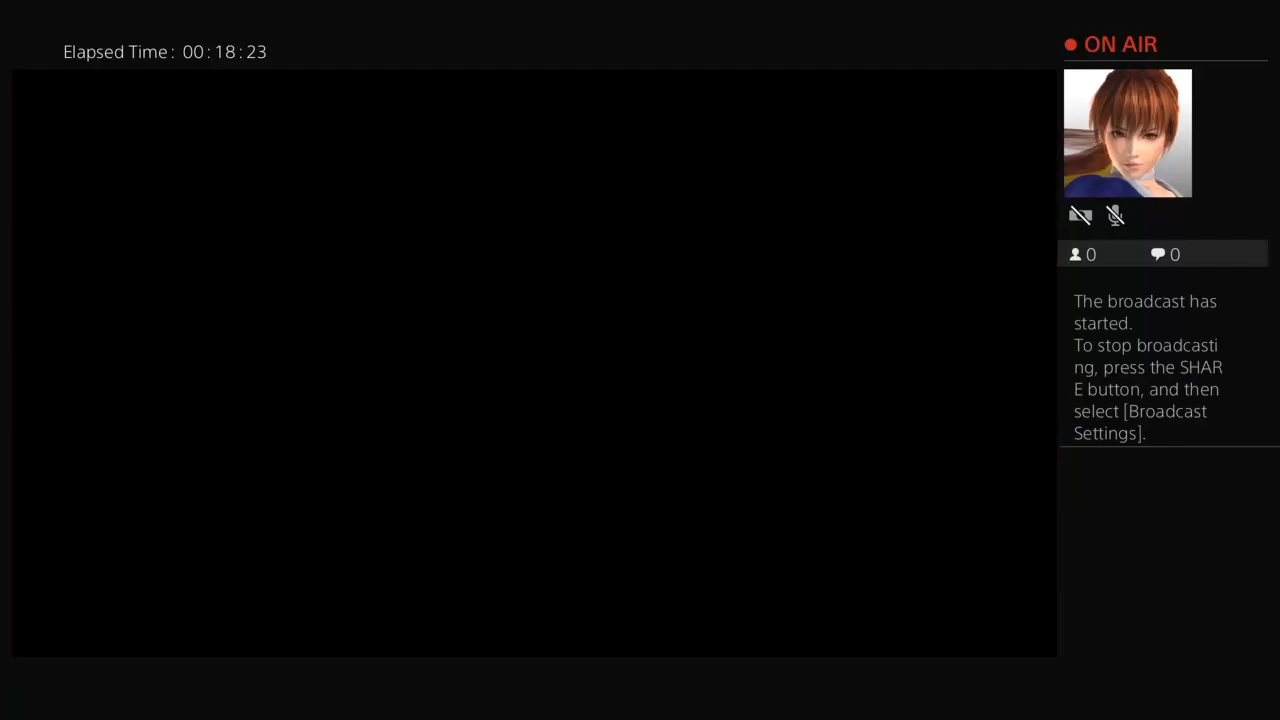 Elapsed Time: 00:18:23
ON AIR
0 0
The broadcast has
started.
To stop broadcasti
ng, press the SHAR
E button, and then
select [Broadcast
Settings].